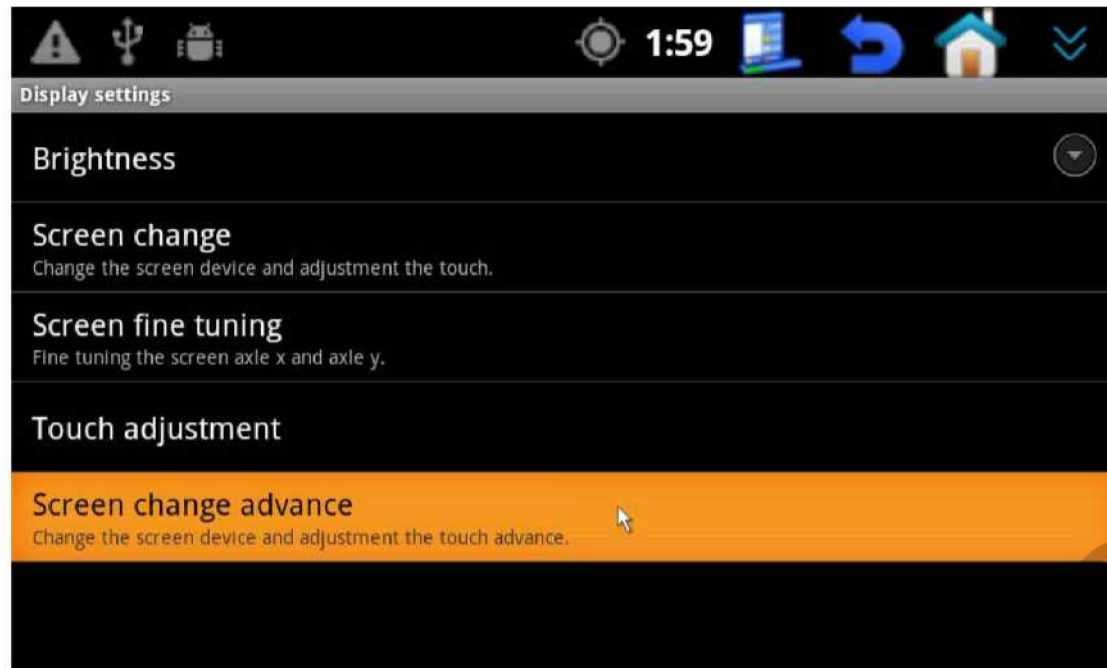 1:59
Display settings
Brightness
Screen change
Change the screen device and adjustment the touch.
Screen fine tuning
Fine tuning the screen axle x and axle y.
Touch adjustment
Screen change advance
Change the screen device and adjustment the touch advance.